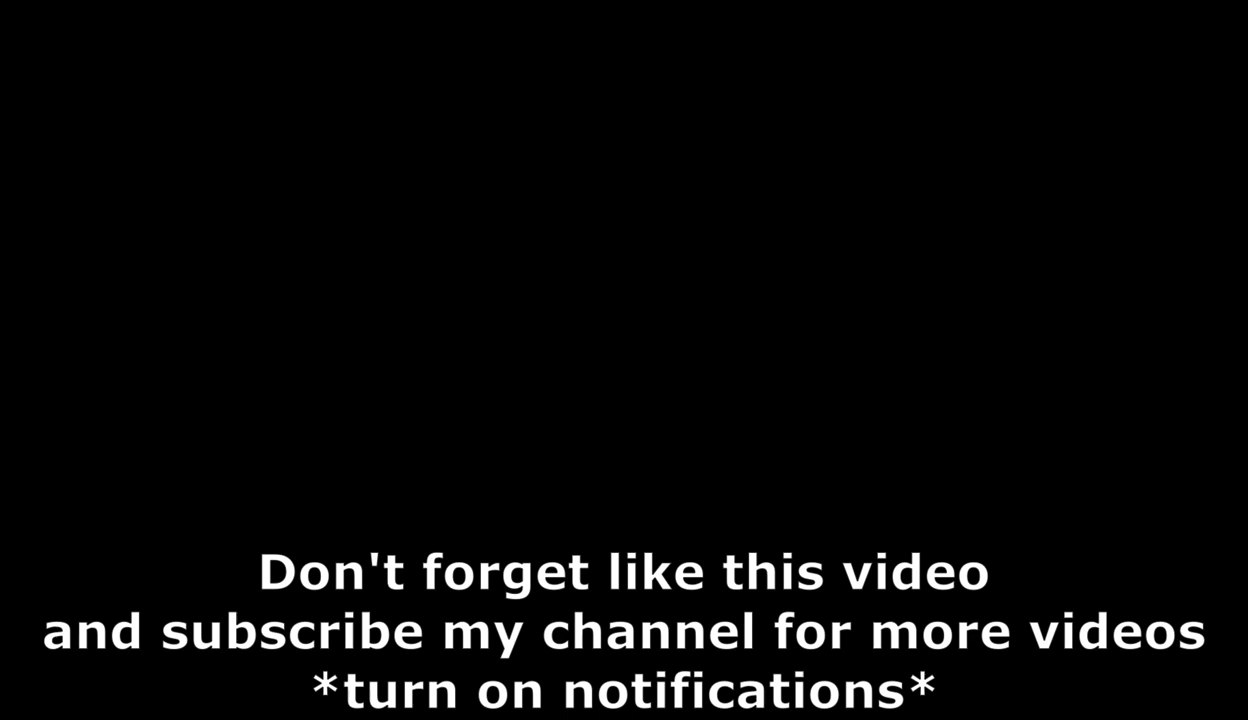 Don't forget like this video
and subscribe my channel for more videos
*turn on notifications*